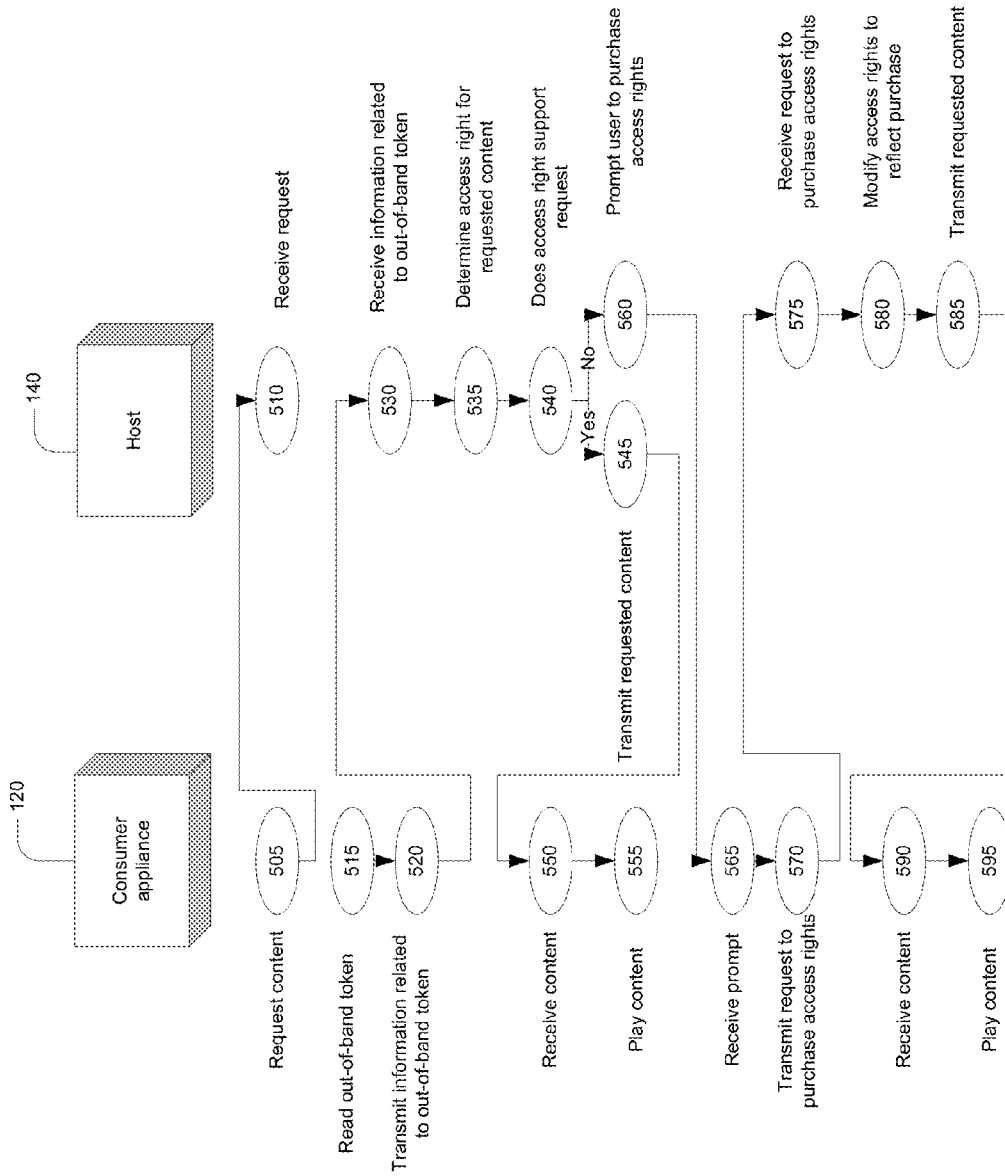 120
Consumer
appliance
140
Host
Request content
505
510
Receive request
Read out-of-band token
515
Transmit information related
to out-of-band token
520
530
Receive information related
to out-of-band token
535
Determine access right for
requested content
540
Does access right support
request
Yes
No
545
Transmit requested content
560
Prompt user to purchase
access rights
Receive content
550
Play content
555
Receive prompt
565
Transmit request to
purchase access rights
570
575
Receive request to
purchase access rights
580
Modify access rights to
reflect purchase
585
Transmit requested content
Receive content
590
Play content
595